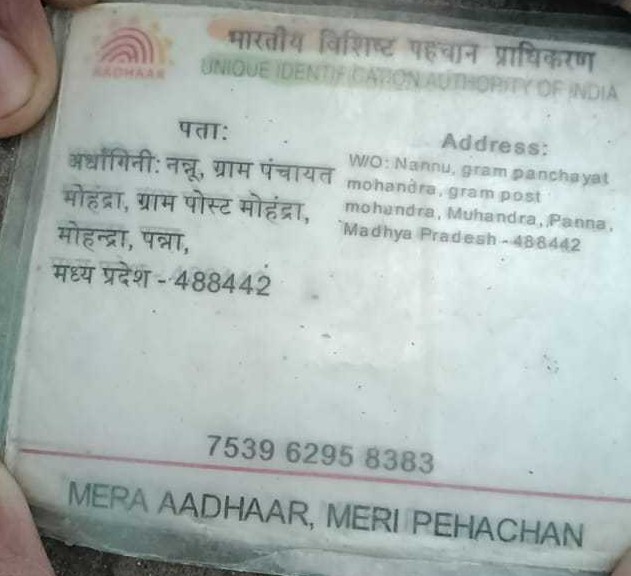 AADHAAR
भारतीय विशिष्ट पहचान प्राधिकरण
UNIQUE IDENTIFICATION AUTHORITY OF INDIA
पता:
अर्धांगिनी: नन्नू, ग्राम पंचायत
मोहंद्रा, ग्राम पोस्ट मोहंद्रा,
मोहन्द्रा, पन्ना,
मध्य प्रदेश - 488442
Address:
W/O: Nannu, gram panchayat
mohandra, gram post
mohandra, Muhandra, Panna,
Madhya Pradesh - 488442
7539 6295 8383
MERA AADHAAR, MERI PEHACHAN